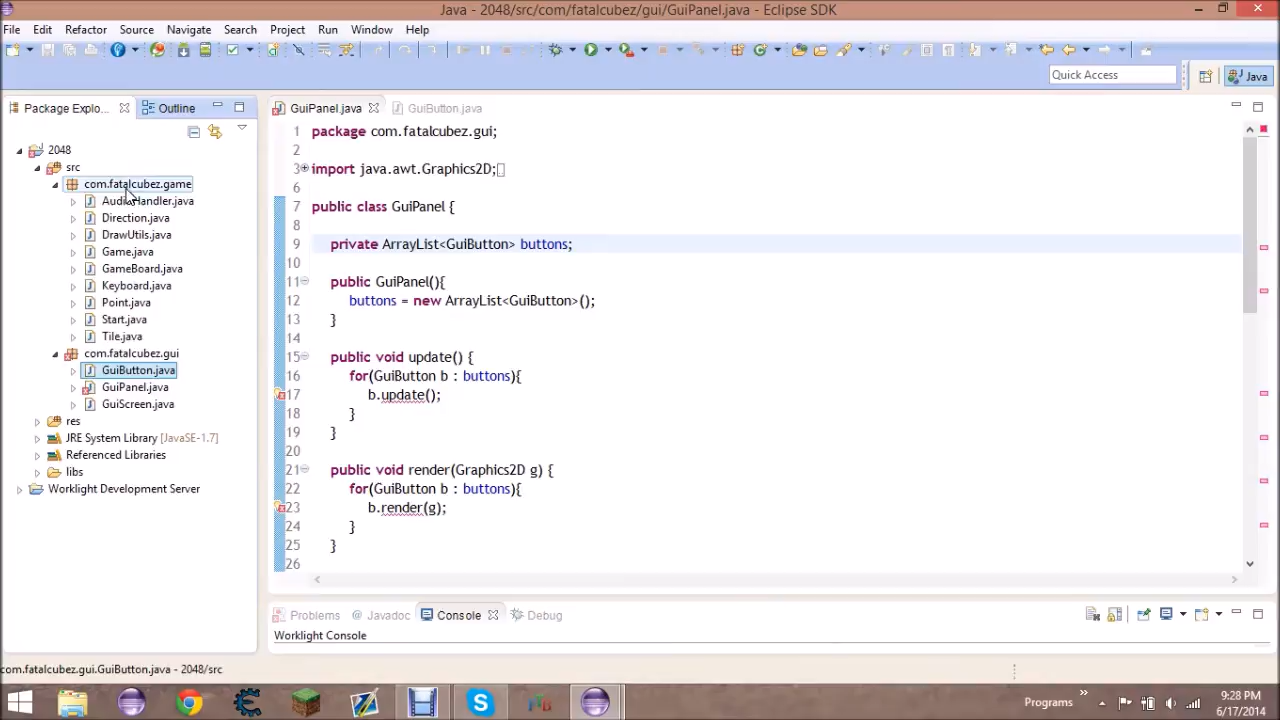 Java - 2048/src/com/fatalcubez/gui/GuiPanel.java - Eclipse SDK
File Edit Refactor Source Navigate Search Project Run Window Help
Quick Access
Java
Package Explo...
Outline
GuiPanel.java
GuiButton.java
2048
src
com.fatalcubez.game
AudioHandler.java
Direction.java
DrawUtils.java
Game.java
GameBoard.java
Keyboard.java
Point.java
Start.java
Tile.java
com.fatalcubez.gui
GuiButton.java
GuiPanel.java
GuiScreen.java
res
JRE System Library [JavaSE-1.7]
Referenced Libraries
libs
Worklight Development Server
1 package com.fatalcubez.gui;
2
3 import java.awt.Graphics2D;
6
7 public class GuiPanel {
8
9 private ArrayList<GuiButton> buttons;
10
11 public GuiPanel(){
12 buttons = new ArrayList<GuiButton>();
13 }
14
15 public void update() {
16 for(GuiButton b : buttons){
17 b.update();
18 }
19 }
20
21 public void render(Graphics2D g) {
22 for(GuiButton b : buttons){
23 b.render(g);
24 }
25 }
26
Problems @ Javadoc Console Debug
Worklight Console
com.fatalcubez.gui.GuiButton.java - 2048/src
Programs
9:28 PM
6/17/2014